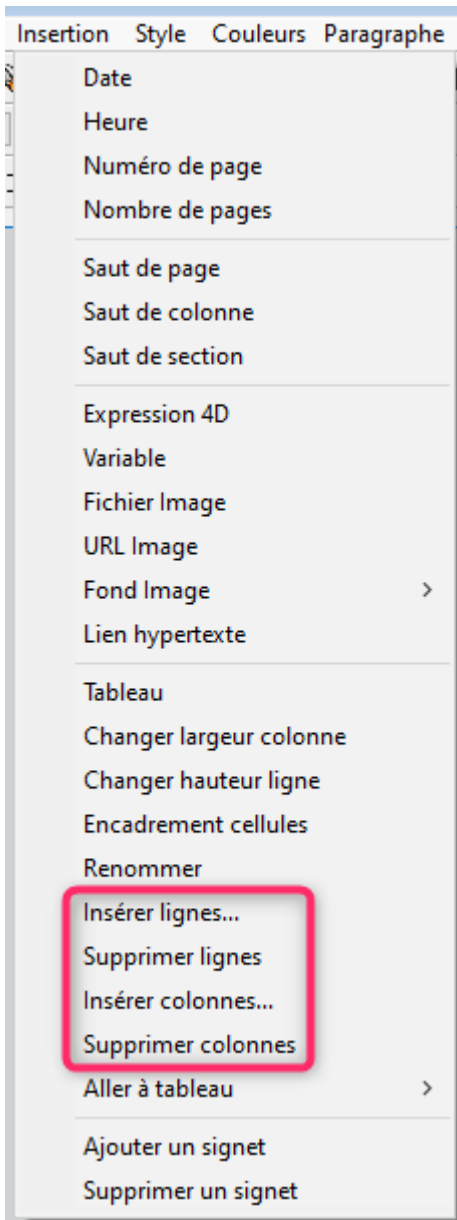 Insertion Style Couleurs Paragraphe
Date
Heure
Numéro de page
Nombre de pages
Saut de page
Saut de colonne
Saut de section
Expression 4D
Variable
Fichier Image
URL Image
Fond Image
Lien hypertexte
Tableau
Changer largeur colonne
Changer hauteur ligne
Encadrement cellules
Renommer
Insérer lignes...
Supprimer lignes
Insérer colonnes...
Supprimer colonnes
Aller à tableau
Ajouter un signet
Supprimer un signet